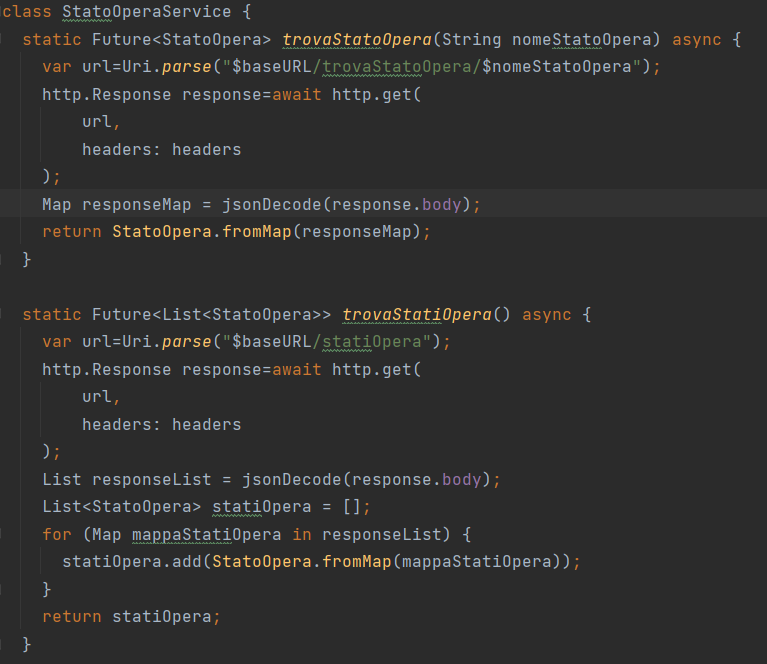 class StatoOperaService {
static Future<StatoOpera> trovaStatoOpera(String nomeStatoOpera) async {
var url=Uri.parse("$baseURL/trovaStatoOpera/$nomeStatoOpera");
http.Response response=await http.get(
url,
headers: headers
);
Map responseMap = jsonDecode(response.body);
return StatoOpera.fromMap(responseMap);
}
static Future<List<StatoOpera>> trovaStatiOpera() async {
var url=Uri.parse("$baseURL/statiOpera");
http.Response response=await http.get(
url,
headers: headers
);
List responseList = jsonDecode(response.body);
List<StatoOpera> statiOpera = [];
for (Map mappaStatiOpera in responseList) {
statiOpera.add(StatoOpera.fromMap(mappaStatiOpera));
}
return statiOpera;
}